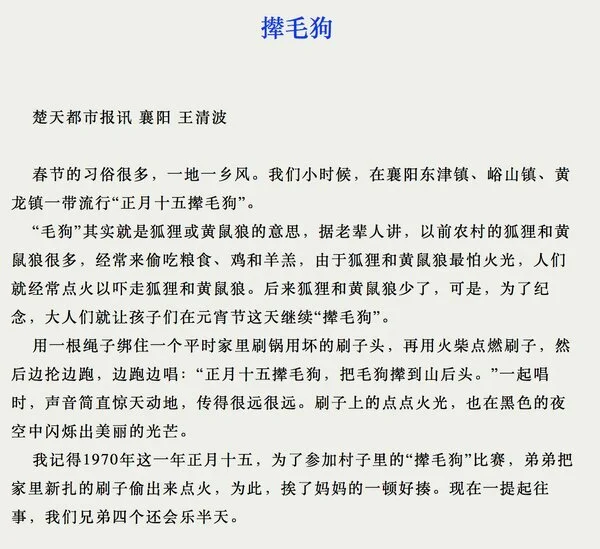 撵毛狗
楚天都市报讯 襄阳 王清波
春节的习俗很多，一地一乡风。我们小时候，在襄阳东津镇、峪山镇、黄
龙镇一带流行“正月十五撵毛狗”。
“毛狗”其实就是狐狸或黄鼠狼的意思，据老辈人讲，以前农村的狐狸和黄
鼠狼很多，经常来偷吃粮食、鸡和羊羔，由于狐狸和黄鼠狼最怕火光，人们
就经常点火以吓走狐狸和黄鼠狼。后来狐狸和黄鼠狼少了，可是，为了纪
念，大人们就让孩子们在元宵节这天继续“撵毛狗”。
用一根绳子绑住一个平时家里刷锅用坏的刷子头，再用火柴点燃刷子，然
后边抡边跑，边跑边唱：“正月十五撵毛狗，把毛狗撵到山后头。”一起唱
时，声音简直惊天动地，传得很远很远。刷子上的点点火光，也在黑色的夜
空中闪烁出美丽的光芒。
我记得1970年这一年正月十五，为了参加村子里的“撵毛狗”比赛，弟弟把
家里新扎的刷子偷出来点火，为此，挨了妈妈的一顿好揍。现在一提起往
事，我们兄弟四个还会乐半天。